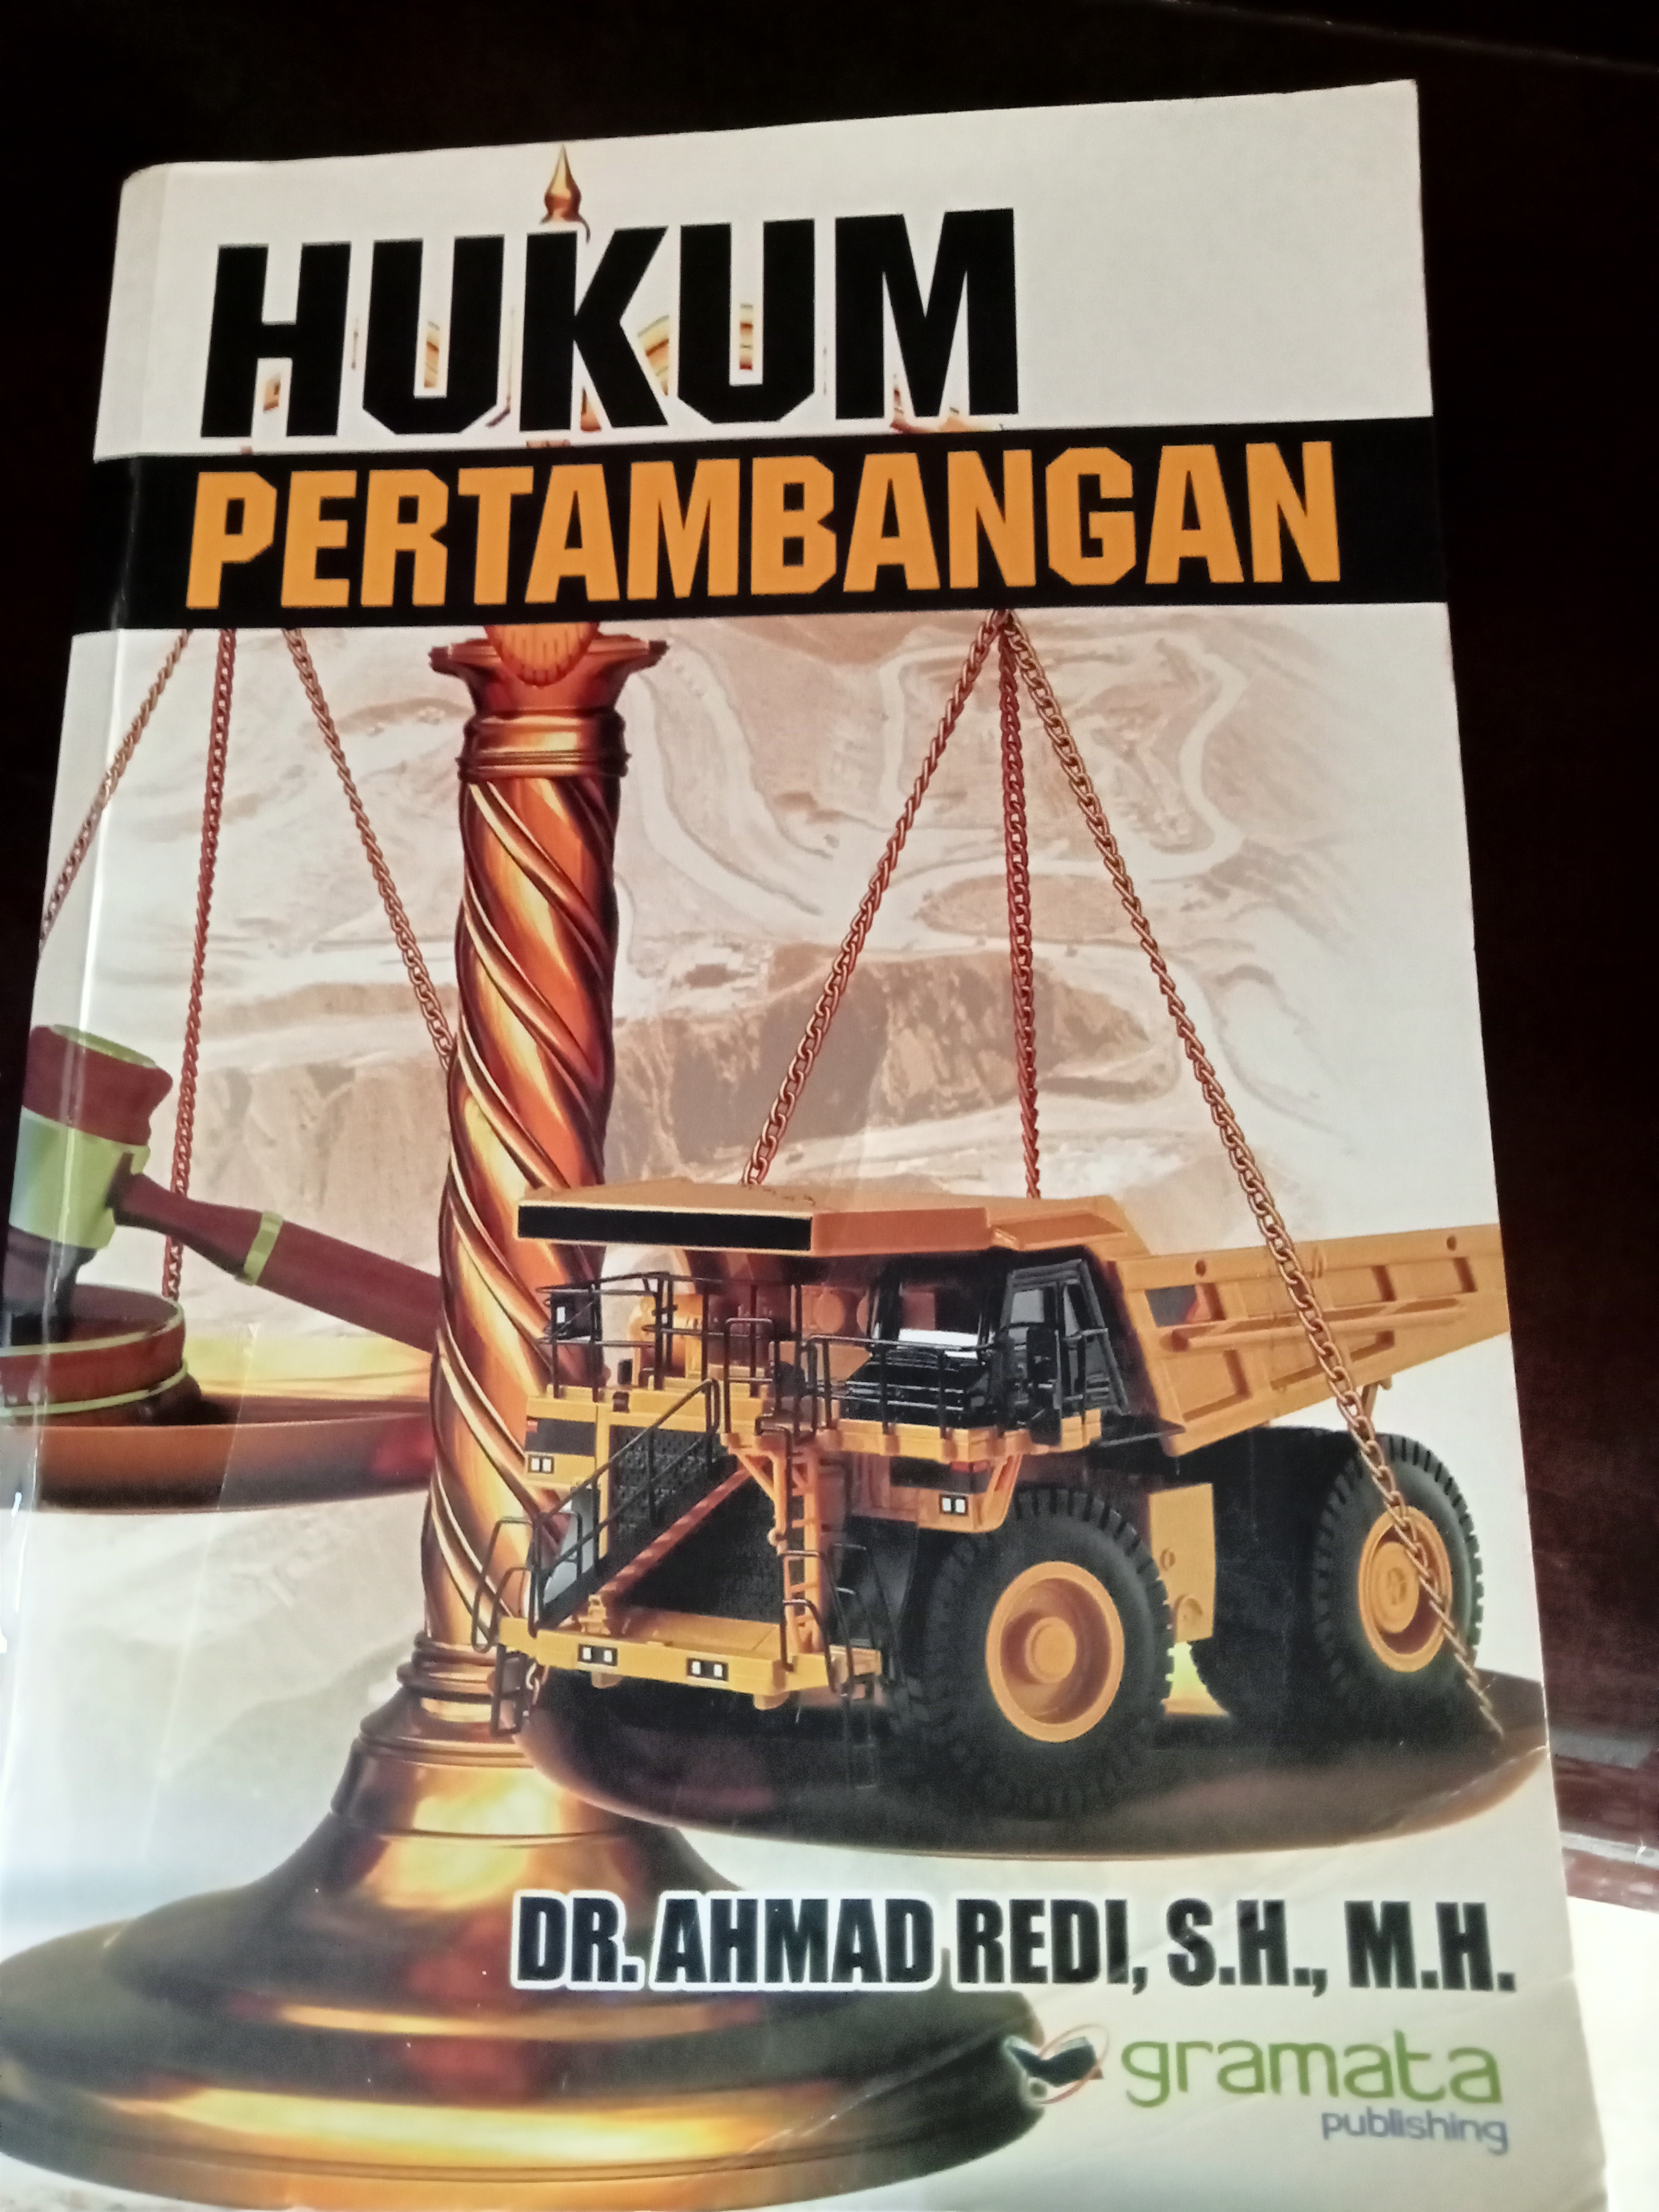 HUKUM
PERTAMBANGAN
DR. AHMAD REDI, S.H., M.H.
gramata
publishing